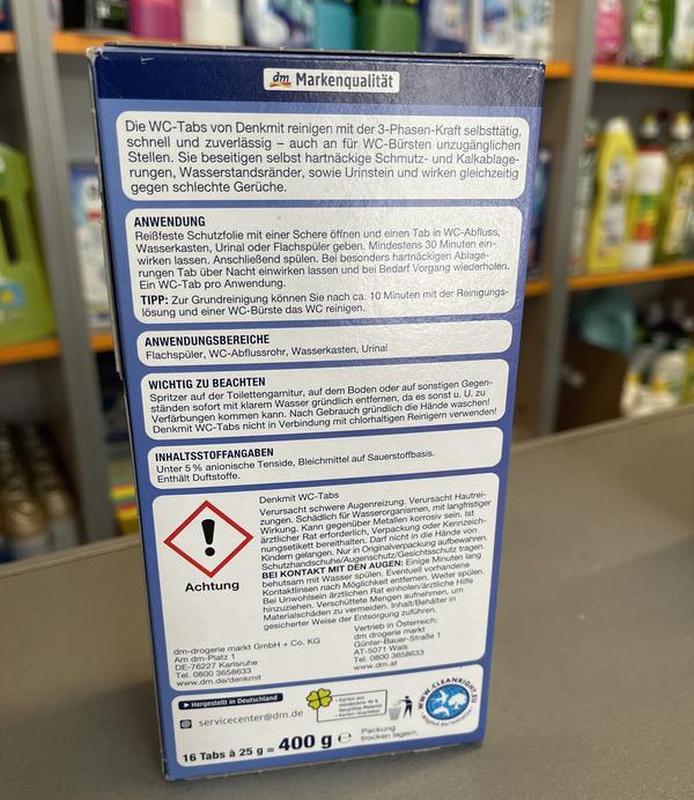 dm Markenqualität
Die WC-Tabs von Denkmit reinigen mit der 3-Phasen-Kraft selbsttätig,
schnell und zuverlässig – auch an für WC-Bürsten unzugänglichen
Stellen. Sie beseitigen selbst hartnäckige Schmutz- und Kalkablage-
rungen, Wasserstandsränder, sowie Urinstein und wirken gleichzeitig
gegen schlechte Gerüche.
ANWENDUNG
Reißfeste Schutzfolie mit einer Schere öffnen und einen Tab in WC-Abfluss,
Wasserkasten, Urinal oder Flachspüler geben. Mindestens 30 Minuten ein-
wirken lassen. Anschließend spülen. Bei besonders hartnäckigen Ablage-
rungen Tab über Nacht einwirken lassen und bei Bedarf Vorgang wiederholen.
Ein WC-Tab pro Anwendung.
TIPP: Zur Grundreinigung können Sie nach ca. 10 Minuten mit der Reinigungs-
lösung und einer WC-Bürste das WC reinigen.
ANWENDUNGSBEREICHE
Flachspüler, WC-Abflussrohr, Wasserkasten, Urinal
WICHTIG ZU BEACHTEN
Spritzer auf der Toilettengarnitur, auf dem Boden oder auf sonstigen Gegen-
ständen sofort mit klarem Wasser gründlich entfernen, da es sonst u. U. zu
Verfärbungen kommen kann. Nach Gebrauch gründlich die Hände waschen!
Denkmit WC-Tabs nicht in Verbindung mit chlorhaltigen Reinigern verwenden!
INHALTSSTOFFANGABEN
Unter 5 % anionische Tenside, Bleichmittel auf Sauerstoffbasis.
Enthält Duftstoffe.
Denkmit WC-Tabs
Verursacht schwere Augenreizung. Verursacht Hautrei-
zungen. Schädlich für Wasserorganismen, mit langfristiger
Wirkung. Kann gegenüber Metallen korrosiv sein. Ist
ärztlicher Rat erforderlich, Verpackung oder Kennzeich-
nungsetikett bereithalten. Darf nicht in die Hände von
Kindern gelangen. Nur in Originalverpackung aufbewahren.
Schutzhandschuhe/Augenschutz/Gesichtsschutz tragen.
BEI KONTAKT MIT DEN AUGEN: Einige Minuten lang
behutsam mit Wasser spülen. Eventuell vorhandene
Kontaktlinsen nach Möglichkeit entfernen. Weiter spülen.
Bei Unwohlsein ärztlichen Rat einholen/ärztliche Hilfe
hinzuziehen. Verschüttete Mengen aufnehmen, um
Materialschäden zu vermeiden. Inhalt/Behälter in
gesicherter Weise der Entsorgung zuführen.
Achtung
dm-drogerie markt GmbH + Co. KG
Am dm-Platz 1
DE-76227 Karlsruhe
Tel. 0800 3658633
www.dm.de/denkmit
Vertrieb in Österreich:
dm drogerie markt
Günter-Bauer-Straße 1
AT-5071 Wals
Tel. 0800 3658633
www.dm.at
Hergestellt in Deutschland
servicecenter@dm.de
WWW.CLEANRIGHT.EU
16 Tabs à 25 g = 400 g e
Packung
trocken lagern.